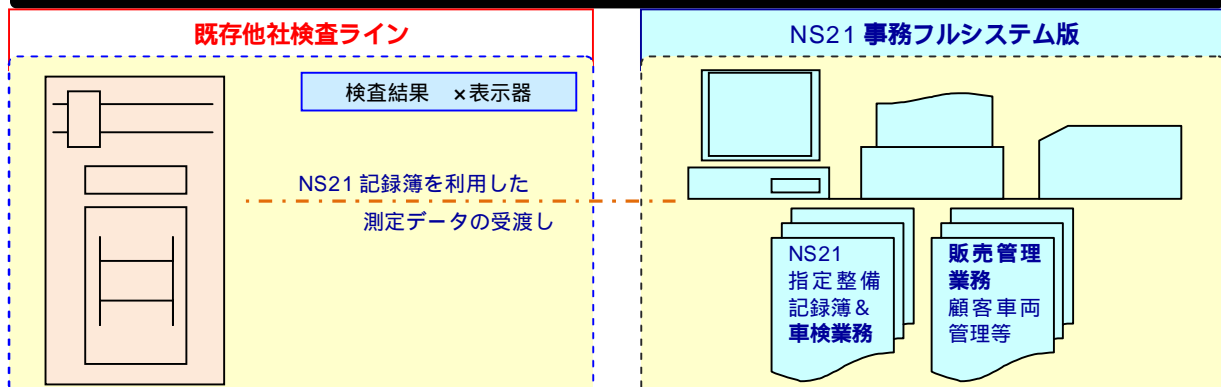 既存他社検査ライン
NS21 事務フルシステム版
検査結果 ×表示器
NS21 記録簿を利用した
測定データの受渡し
NS21
指定整備
記録簿&
車検業務
販売管理
業務
顧客車両
管理等